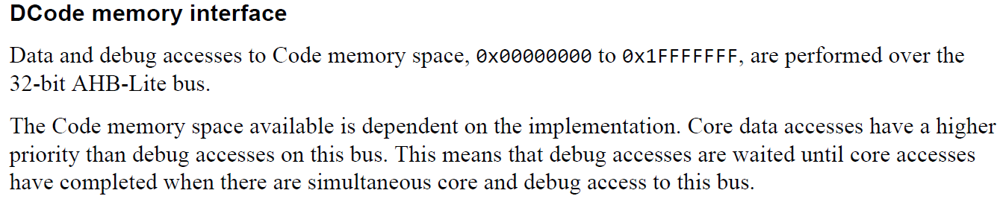 DCode memory interface
Data and debug accesses to Code memory space, 0x00000000 to 0x1FFFFFFF, are performed over the
32-bit AHB-Lite bus.
The Code memory space available is dependent on the implementation. Core data accesses have a higher
priority than debug accesses on this bus. This means that debug accesses are waited until core accesses
have completed when there are simultaneous core and debug access to this bus.